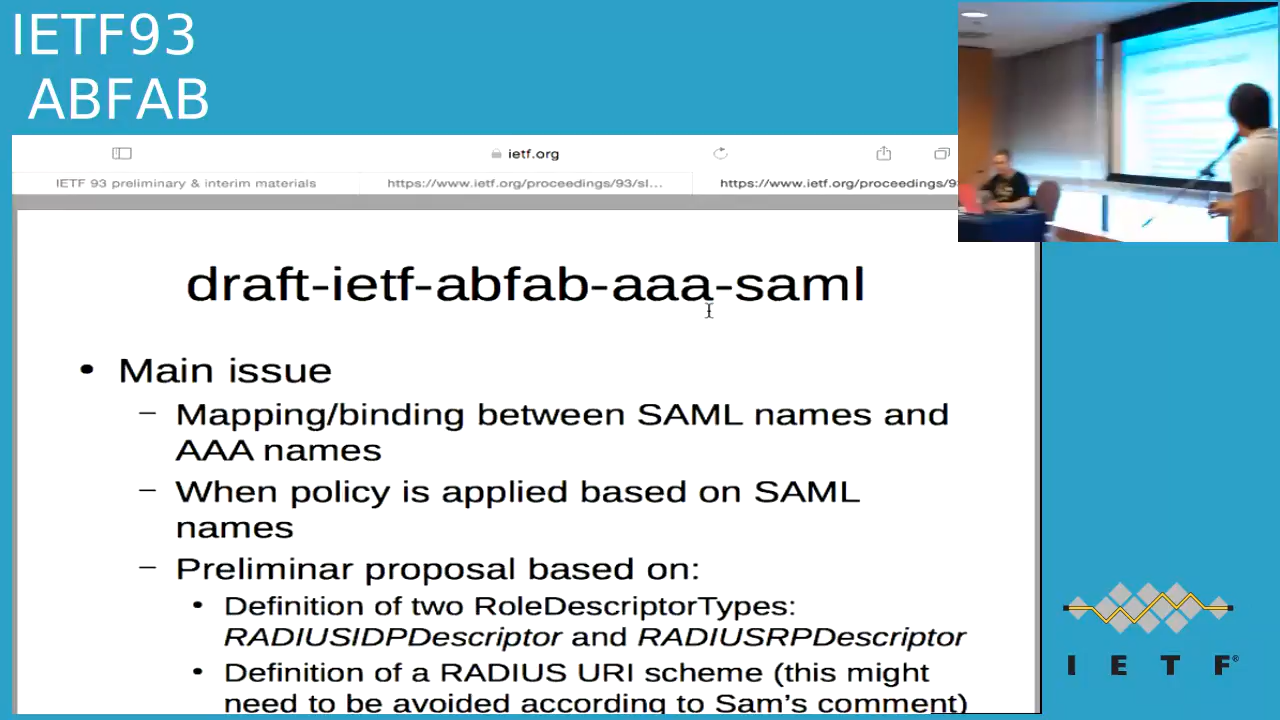 IETF93
ABFAB
ietf.org
IETF 93 preliminary & interim materials
https://www.ietf.org/proceedings/93/sl...
https://www.ietf.org/proceedings/9
draft-ietf-abfab-aaa-saml
• Main issue
– Mapping/binding between SAML names and
AAA names
– When policy is applied based on SAML
names
– Preliminar proposal based on:
• Definition of two RoleDescriptorTypes:
RADIUSIDPDescriptor and RADIUSRPDescriptor
• Definition of a RADIUS URI scheme (this might
need to be avoided according to Sam's comment)
I E T F®